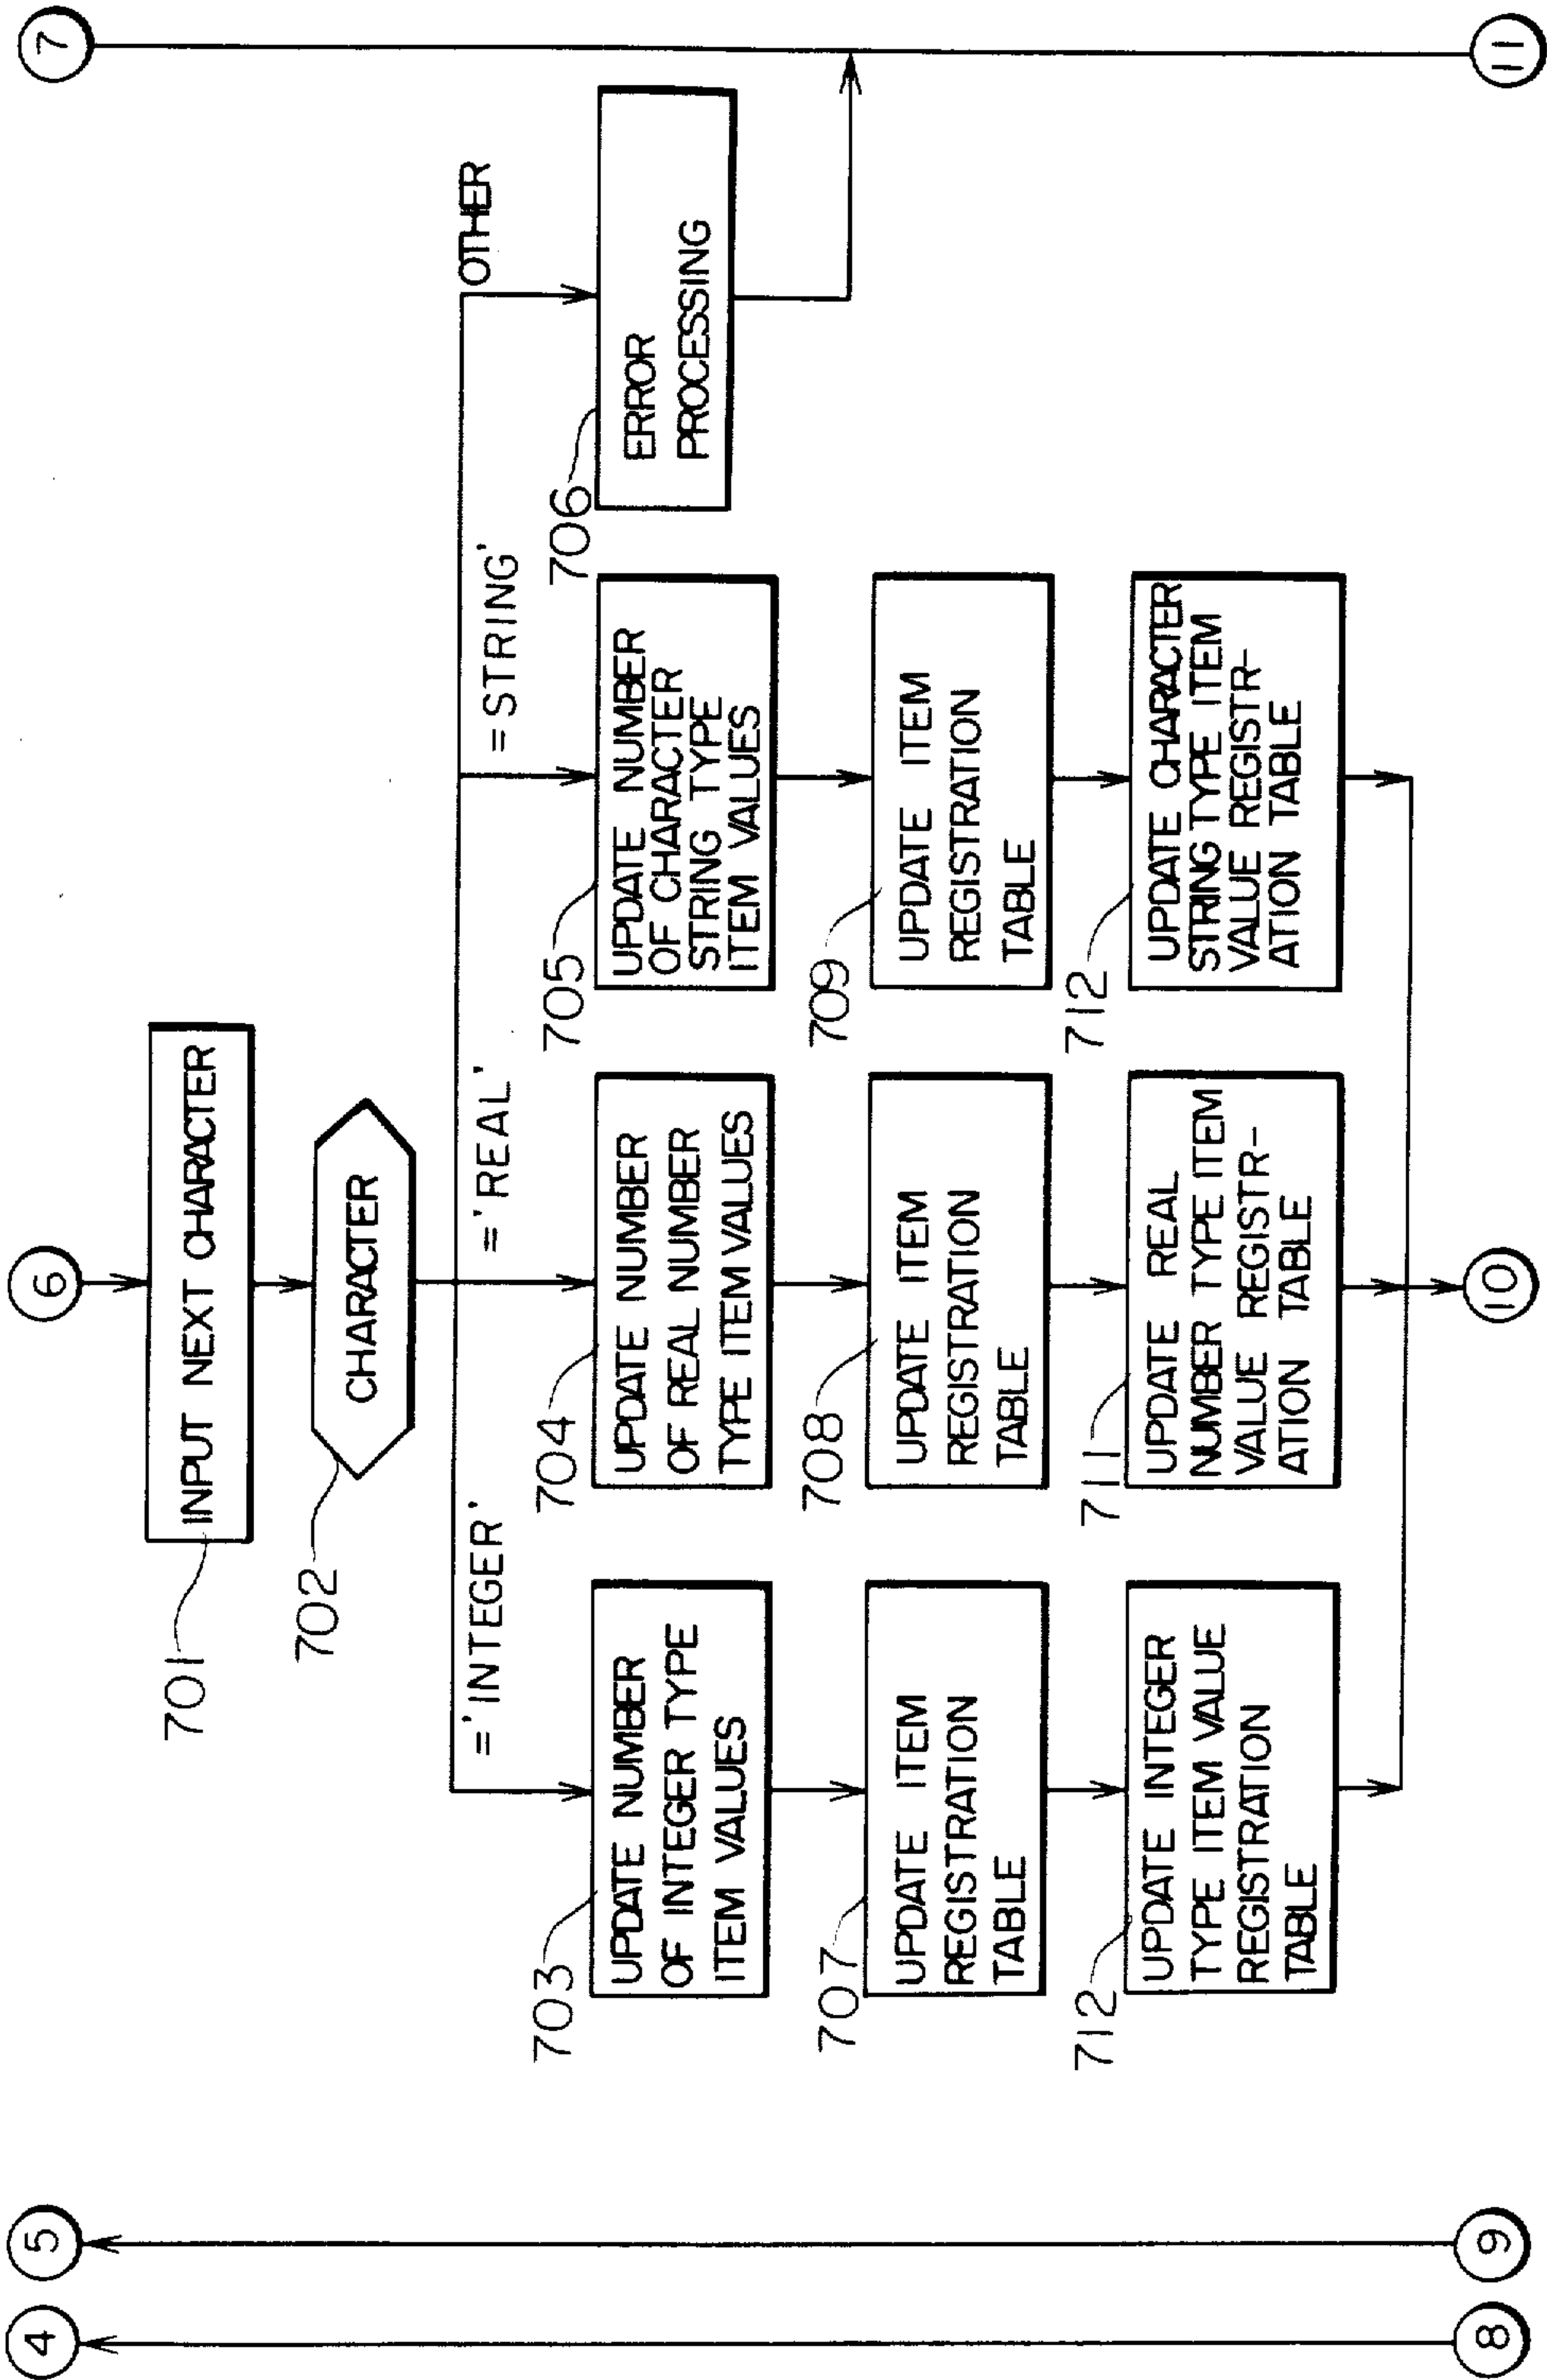 4
5
6
7
701
INPUT NEXT CHARACTER
702
CHARACTER
='INTEGER'
='REAL'
=STRING'
OTHER
703
UPDATE NUMBER
OF INTEGER TYPE
ITEM VALUES
704
UPDATE NUMBER
OF REAL NUMBER
TYPE ITEM VALUES
705
UPDATE NUMBER
OF CHARACTER
STRING TYPE
ITEM VALUES
706
ERROR
PROCESSING
707
UPDATE ITEM
REGISTRATION
TABLE
708
UPDATE ITEM
REGISTRATION
TABLE
709
UPDATE ITEM
REGISTRATION
TABLE
712
UPDATE INTEGER
TYPE ITEM VALUE
REGISTRATION
TABLE
711
UPDATE REAL
NUMBER TYPE ITEM
VALUE REGISTR-
ATION TABLE
712
UPDATE CHARACTER
STRING TYPE ITEM
VALUE REGISTR-
ATION TABLE
8
9
10
11